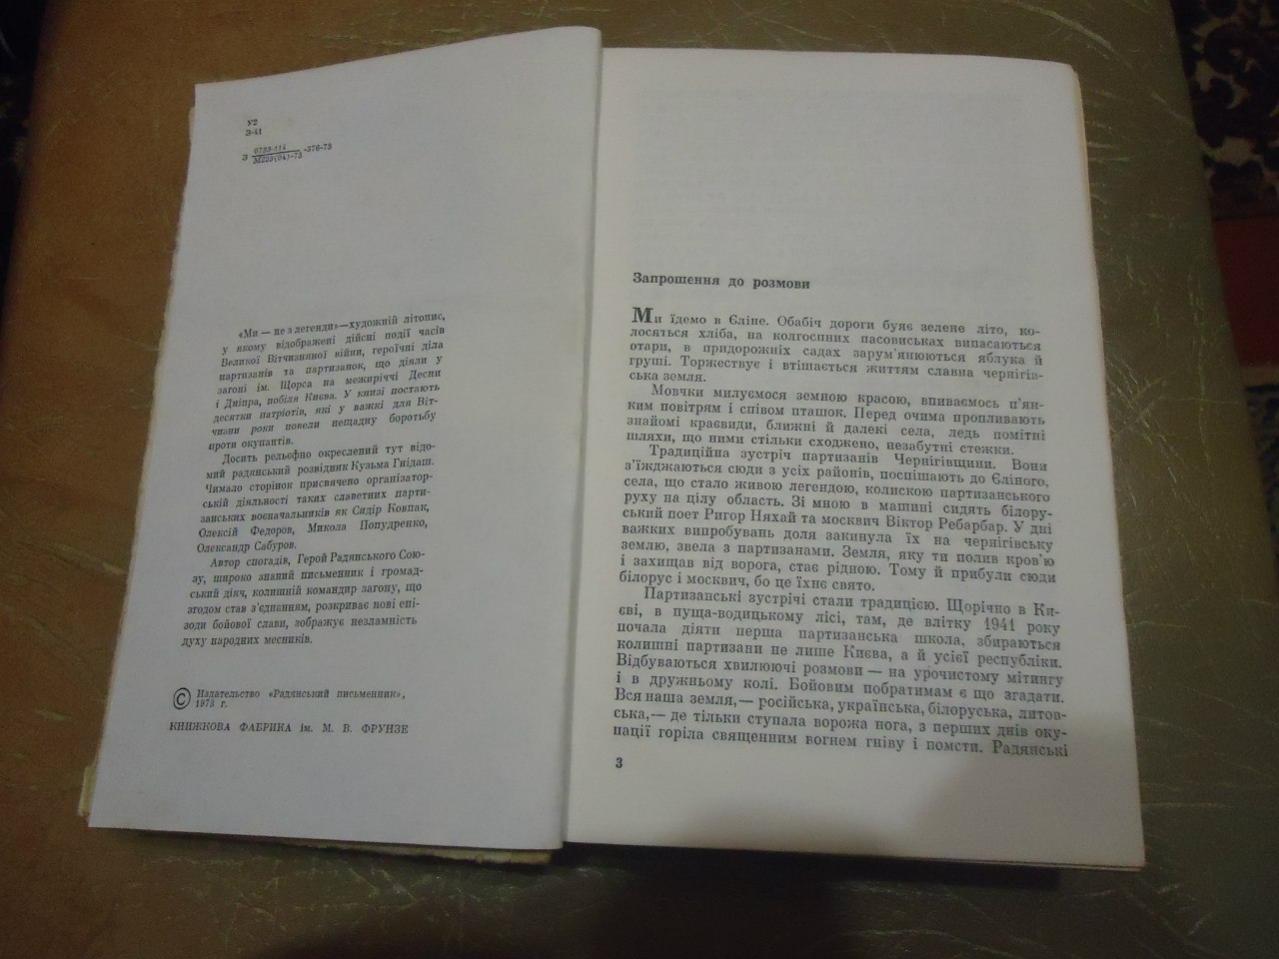 У2
З-41
З 0733-114 -376-73
М223(04)-73
«Ми — не з легенди»—художній літопис,
у якому відображені дійсні події часів
Великої Вітчизняної війни, героїчні діла
партизанів та партизанок, що діяли у
загоні ім. Щорса на межиріччі Десни
і Дніпра, побіля Києва. У книзі постають
десятки патріотів, які у важкі для Віт-
чизни роки повели нещадну боротьбу
проти окупантів.
Досить рельєфно окреслений тут відо-
мий радянський розвідник Кузьма Гнідаш.
Чимало сторінок присвячено організатор-
ській діяльності таких славетних парти-
занських воєначальників як Сидір Ковпак,
Олексій Федоров, Микола Попудренко,
Олександр Сабуров.
Автор спогадів, Герой Радянського Сою-
зу, широко знаний письменник і громад-
ський діяч, колишній командир загону, що
згодом став з'єднанням, розкриває нові епі-
зоди бойової слави, зображує незламність
духу народних месників.
© Издательство «Радянський письменник»,
1973 г.
КНИЖКОВА ФАБРИКА ім. М. В. ФРУНЗЕ
Запрошення до розмови
Ми їдемо в Єліне. Обабіч дороги буяє зелене літо, ко-
лосяться хліба, на колгоспних пасовиськах випасаються
отари, в придорожніх садах зарум'янюються яблука й
груші. Торжествує і втішається життям славна чернігів-
ська земля.
Мовчки милуємося земною красою, впиваємось п'ян-
ким повітрям і співом пташок. Перед очима пропливають
знайомі краєвиди, ближні й далекі села, ледь помітні
шляхи, що ними стільки сходжено, незабутні стежки.
Традиційна зустріч партизанів Чернігівщини. Вони
з'їжджаються сюди з усіх районів, поспішають до Єліного,
села, що стало живою легендою, колискою партизанського
руху на цілу область. Зі мною в машині сидять білору-
ський поет Ригор Няхай та москвич Віктор Ребарбар. У дні
важких випробувань доля закинула їх на чернігівську
землю, звела з партизанами. Земля, яку ти полив кров'ю
і захищав від ворога, стає рідною. Тому й прибули сюди
білорус і москвич, бо це їхнє свято.
Партизанські зустрічі стали традицією. Щорічно в Ки-
єві, в пуща-водицькому лісі, там, де влітку 1941 року
почала діяти перша партизанська школа, збираються
колишні партизани не лише Києва, а й усієї республіки.
Відбуваються хвилюючі розмови — на урочистому мітингу
і в дружньому колі. Бойовим побратимам є що згадати.
Вся наша земля,— російська, українська, білоруська, литов-
ська,— де тільки ступала ворожа нога, з перших днів оку-
пації горіла священним вогнем гніву і помсти. Радянські
3